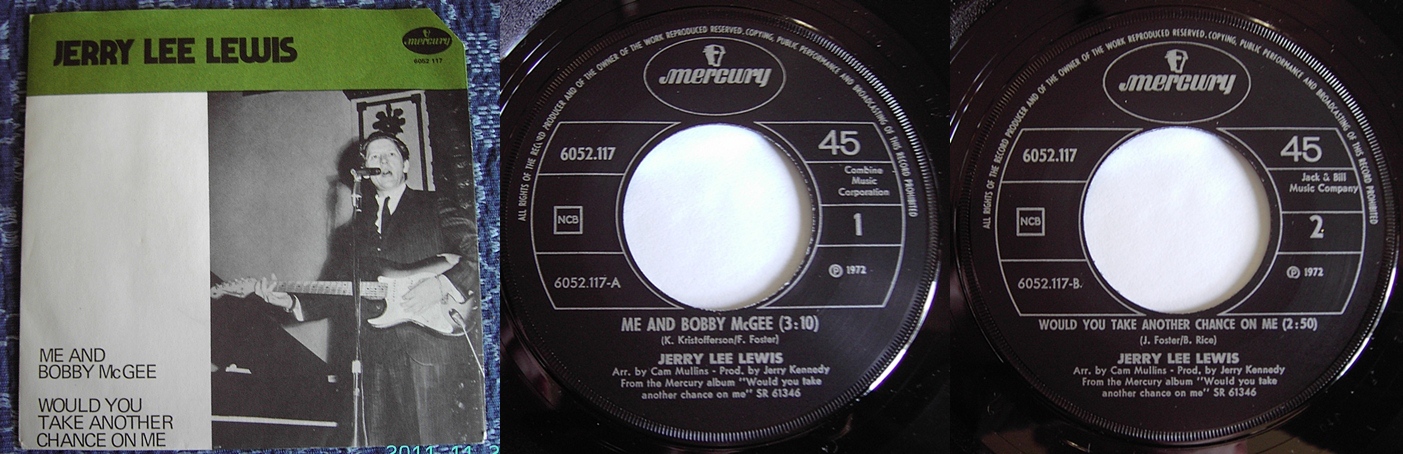 JERRY LEE LEWIS
mercury
6052 117
ME AND
BOBBY McGEE
WOULD YOU
TAKE ANOTHER
CHANCE ON ME
ALL RIGHTS OF THE RECORD PRODUCER AND OF THE OWNER OF THE WORK REPRODUCED RESERVED. COPYING, PUBLIC PERFORMANCE AND BROADCASTING OF THIS RECORD PROHIBITED
mercury
6052.117
45
Combine
Music
Corporation
NCB
1
6052.117-A
℗ 1972
ME AND BOBBY McGEE (3:10)
(K. Kristofferson/F. Foster)
JERRY LEE LEWIS
Arr. by Cam Mullins - Prod. by Jerry Kennedy
From the Mercury album "Would you take
another chance on me" SR 61346
ALL RIGHTS OF THE RECORD PRODUCER AND OF THE OWNER OF THE WORK REPRODUCED RESERVED. COPYING, PUBLIC PERFORMANCE AND BROADCASTING OF THIS RECORD PROHIBITED
mercury
6052.117
45
Jack & Bill
Music Company
NCB
2
6052.117-B
℗ 1972
WOULD YOU TAKE ANOTHER CHANCE ON ME (2:50)
(J. Foster/B. Rice)
JERRY LEE LEWIS
Arr. by Cam Mullins - Prod. by Jerry Kennedy
From the Mercury album "Would you take
another chance on me" SR 61346